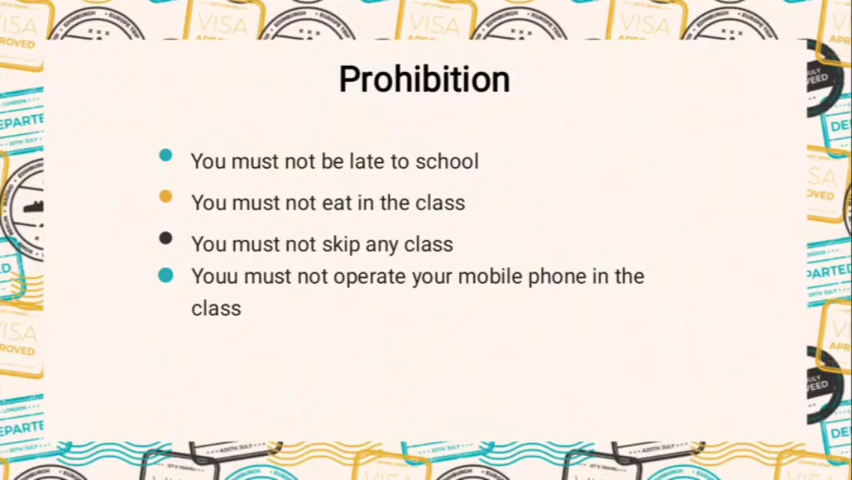 Prohibition
You must not be late to school
You must not eat in the class
You must not skip any class
Youu must not operate your mobile phone in the
class